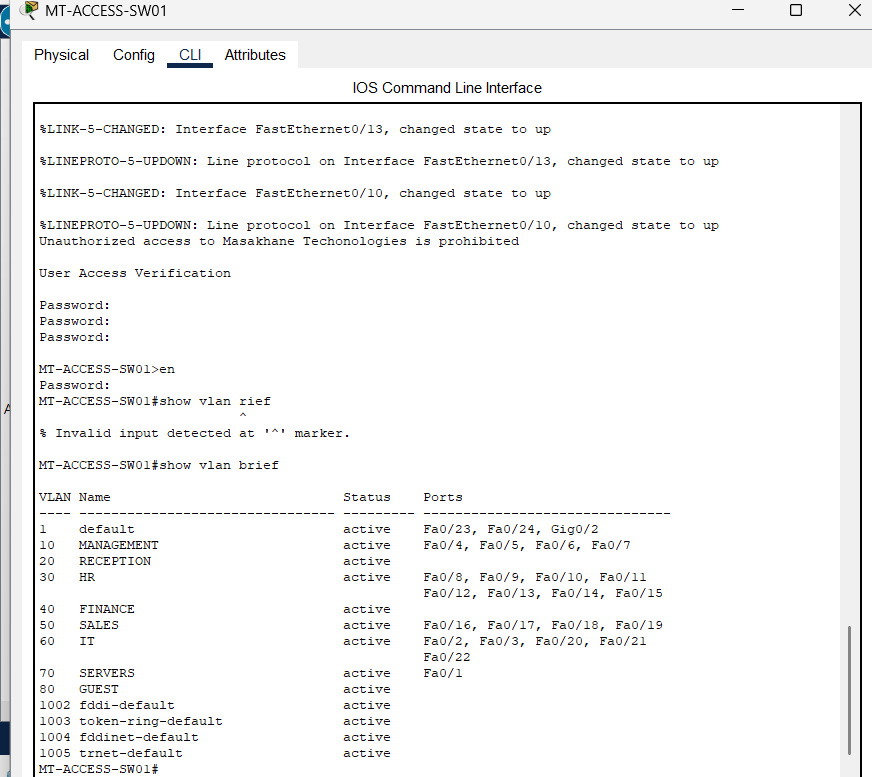 MT-ACCESS-SW01
Physical Config CLI Attributes
IOS Command Line Interface
%LINK-5-CHANGED: Interface FastEthernet0/13, changed state to up
%LINEPROTO-5-UPDOWN: Line protocol on Interface FastEthernet0/13, changed state to up
%LINK-5-CHANGED: Interface FastEthernet0/10, changed state to up
%LINEPROTO-5-UPDOWN: Line protocol on Interface FastEthernet0/10, changed state to up
Unauthorized access to Masakhane Techonologies is prohibited
User Access Verification
Password:
Password:
Password:
MT-ACCESS-SW01>en
Password:
MT-ACCESS-SW01#show vlan rief
^
% Invalid input detected at '^' marker.
MT-ACCESS-SW01#show vlan brief
VLAN Name Status Ports
---- -------------------------------- --------- -------------------------------
1 default active Fa0/23, Fa0/24, Gig0/2
10 MANAGEMENT active Fa0/4, Fa0/5, Fa0/6, Fa0/7
20 RECEPTION active
30 HR active Fa0/8, Fa0/9, Fa0/10, Fa0/11
Fa0/12, Fa0/13, Fa0/14, Fa0/15
40 FINANCE active
50 SALES active Fa0/16, Fa0/17, Fa0/18, Fa0/19
60 IT active Fa0/2, Fa0/3, Fa0/20, Fa0/21
Fa0/22
70 SERVERS active Fa0/1
80 GUEST active
1002 fddi-default active
1003 token-ring-default active
1004 fddinet-default active
1005 trnet-default active
MT-ACCESS-SW01#